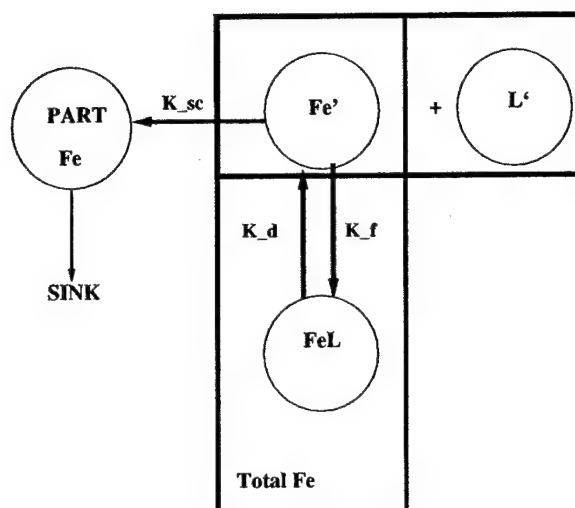 PART
Fe
K_sc
Fe’
+
L‘
K_d
K_f
SINK
FeL
Total Fe